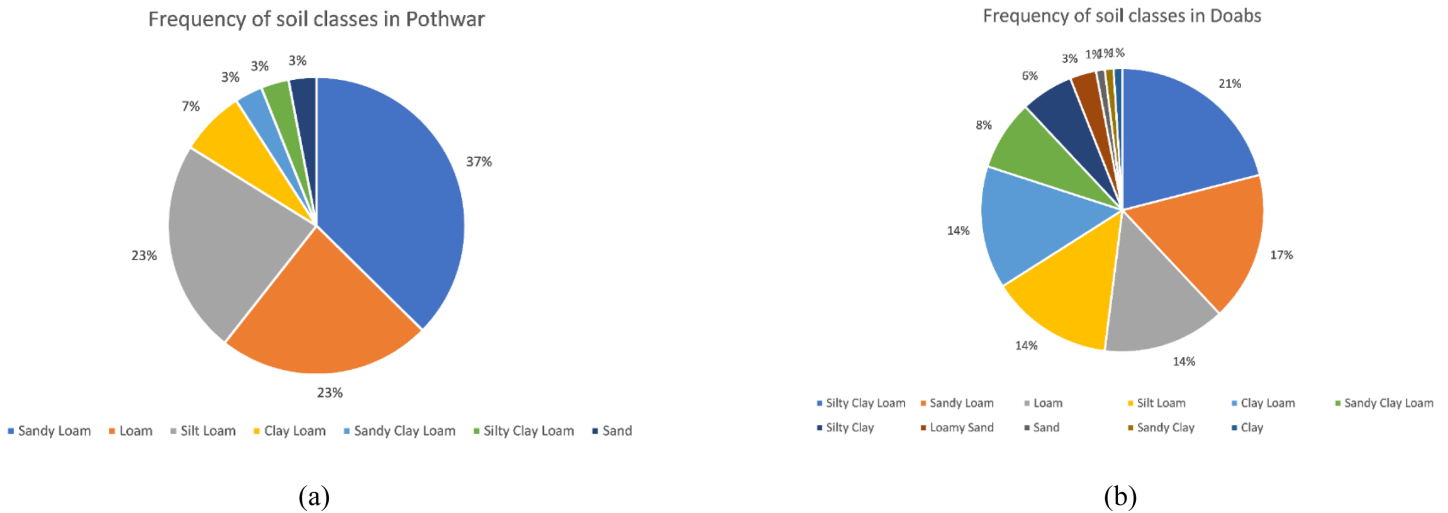 Frequency of soil classes in Pothwar
3%
3%
3%
7%
37%
23%
23%
Sandy Loam Loam Silt Loam Clay Loam Sandy Clay Loam Silty Clay Loam Sand
(a)
Frequency of soil classes in Doabs
1% 1% 1%
3%
6%
21%
8%
14%
17%
14%
14%
Silty Clay Loam Sandy Loam Loam Silt Loam Clay Loam Sandy Clay Loam
Silty Clay Loamy Sand Sand Sandy Clay Clay
(b)